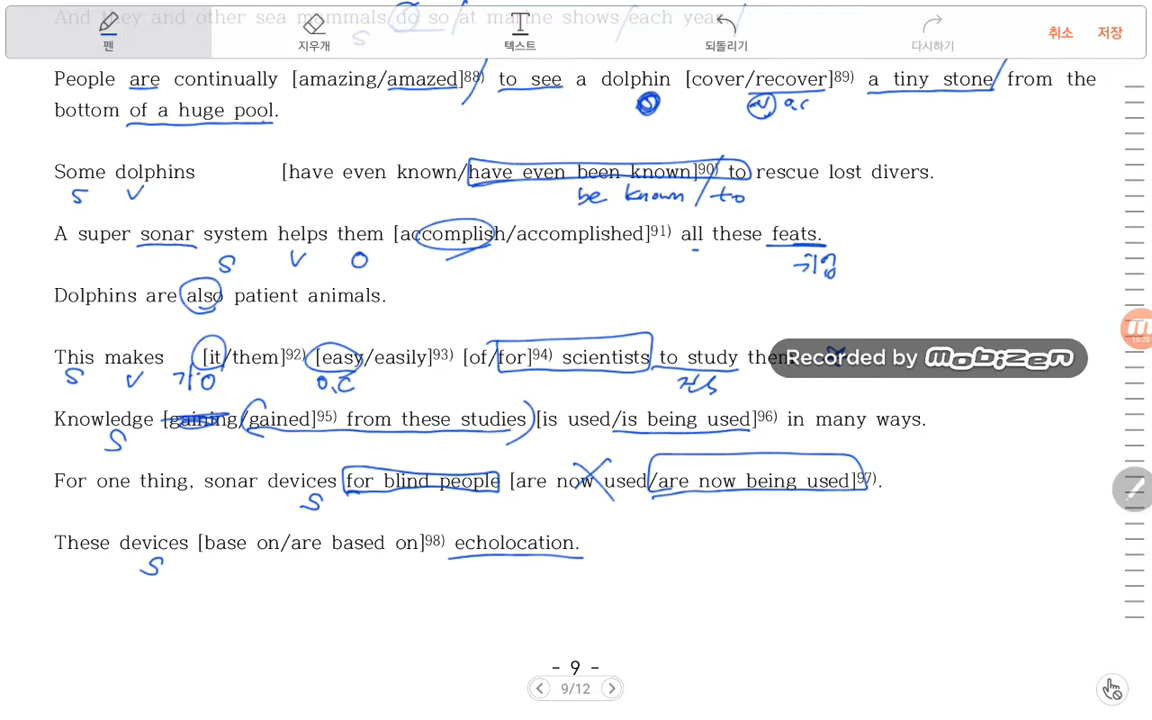 And they and other sea mammals do so at marine shows each year
S
펜
지우개
텍스트
되돌리기
다시하기
취소 저장
People are continually [amazing/amazed]88) to see a dolphin [cover/recover]89) a tiny stone from the
o.c
bottom of a huge pool.
Some dolphins [have even known/have even been known]90) to rescue lost divers.
S V be known / to
A super sonar system helps them [accomplish/accomplished]91) all these feats.
S V O 위업
Dolphins are also patient animals.
This makes [it/them]92) [easy/easily]93) [of/for]94) scientists to study
S V 가O O.C
Recorded by mobizen
Knowledge [gaining/gained]95) from these studies [is used/is being used]96) in many ways.
S
For one thing, sonar devices for blind people [are now used/are now being used]97).
S
These devices [base on/are based on]98) echolocation.
S
- 9 -
9/12